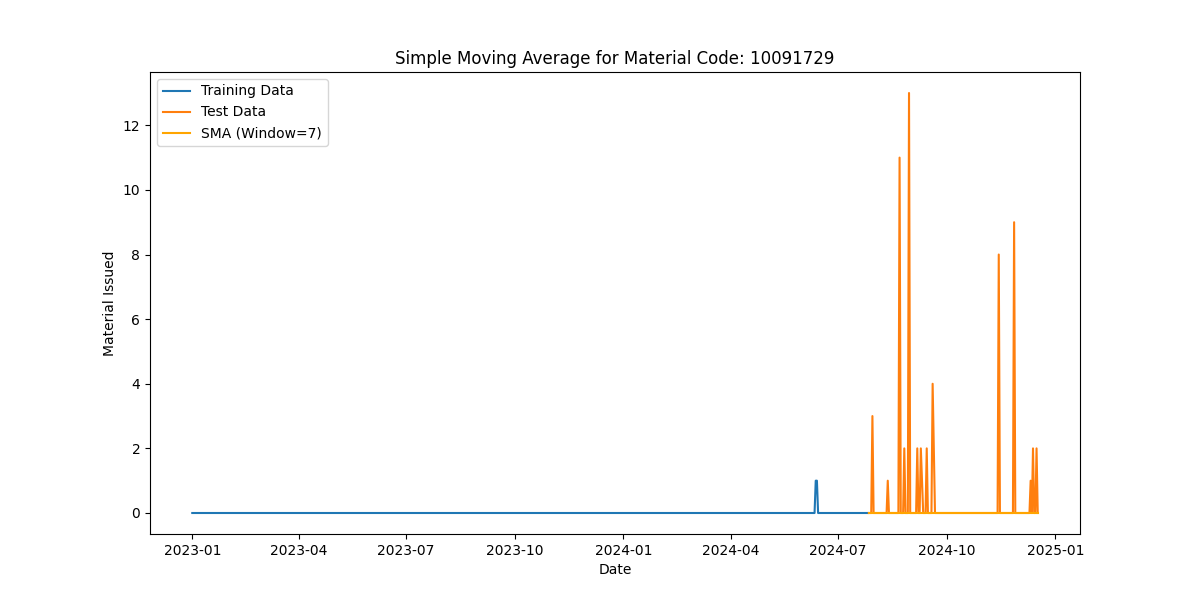 Simple Moving Average for Material Code: 10091729
Training Data
Test Data
SMA (Window=7)
Material Issued
12
10
8
6
4
2
0
2023-01
2023-04
2023-07
2023-10
2024-01
2024-04
2024-07
2024-10
2025-01
Date